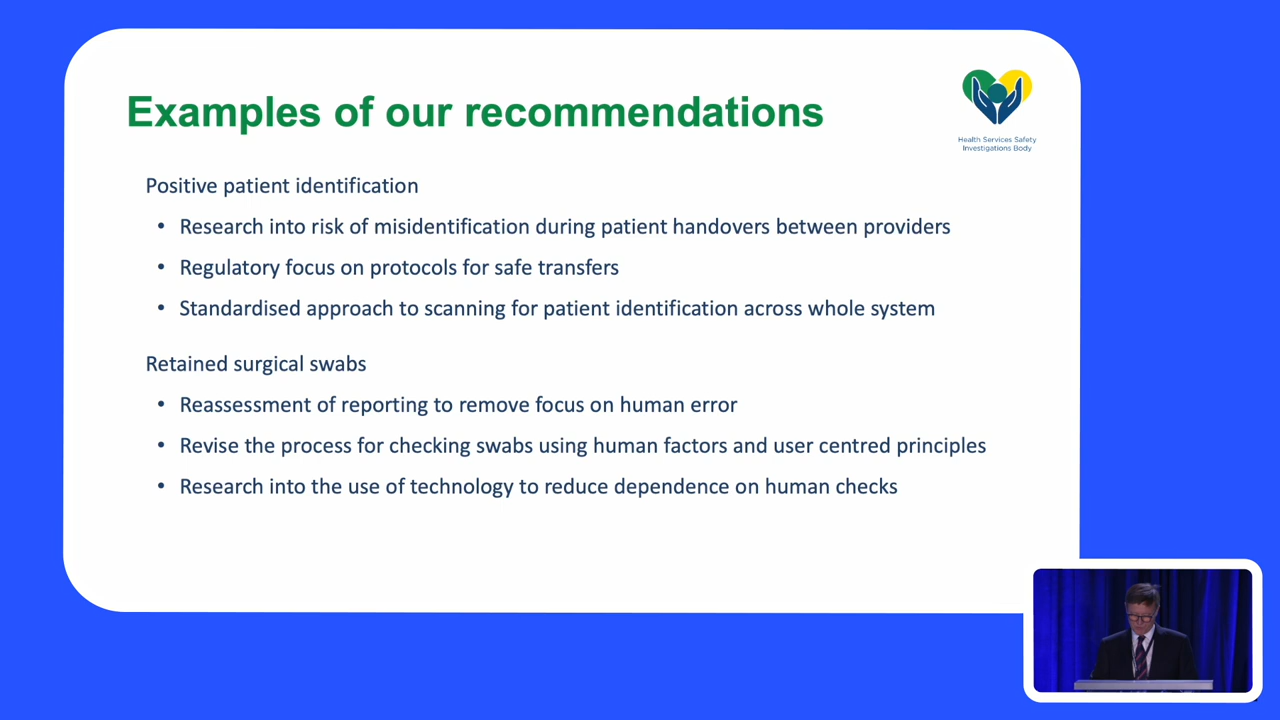 Examples of our recommendations
Health Services Safety
Investigations Body
Positive patient identification
• Research into risk of misidentification during patient handovers between providers
• Regulatory focus on protocols for safe transfers
• Standardised approach to scanning for patient identification across whole system
Retained surgical swabs
• Reassessment of reporting to remove focus on human error
• Revise the process for checking swabs using human factors and user centred principles
• Research into the use of technology to reduce dependence on human checks